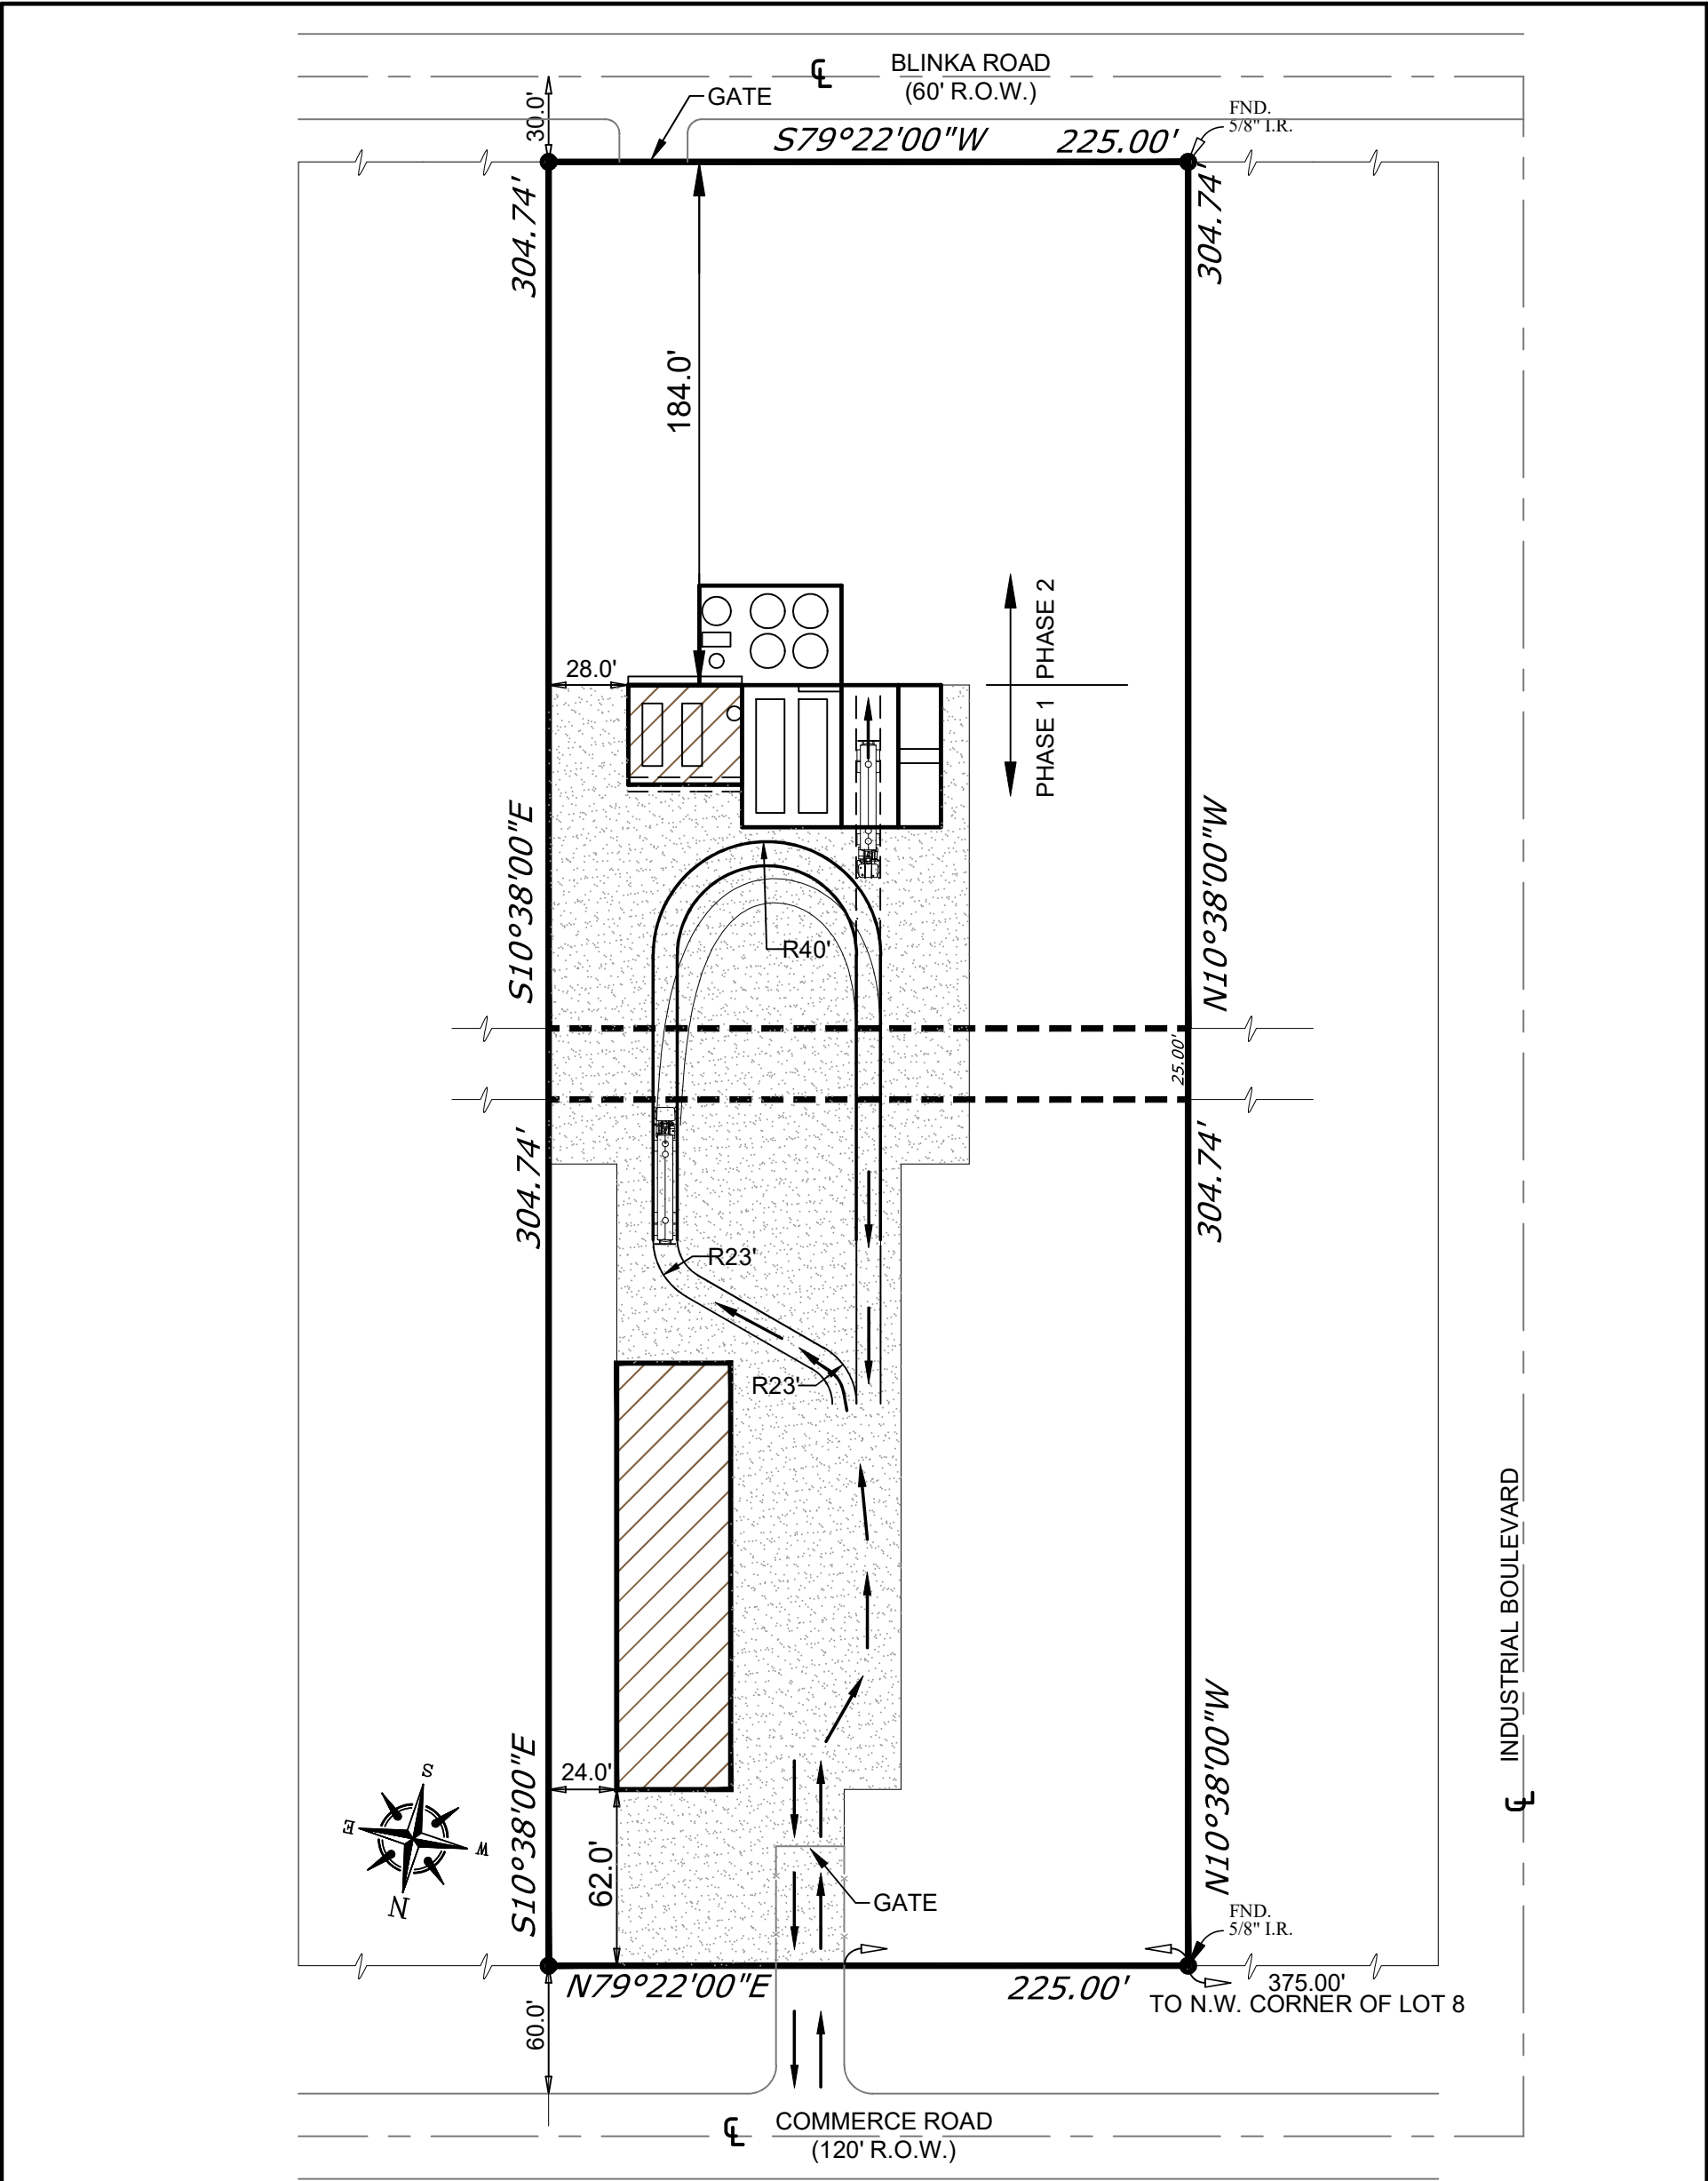 BLINKA ROAD
(60' R.O.W.)
℄
30.0'
GATE
FND.
5/8" I.R.
S79°22'00"W 225.00'
304.74'
304.74'
184.0'
28.0'
PHASE 1 PHASE 2
S10°38'00"E
N10°38'00"W
R40'
25.00'
304.74'
304.74'
R23'
R23'
INDUSTRIAL BOULEVARD
℄
S10°38'00"E
N10°38'00"W
24.0'
S
E
W
N
62.0'
GATE
FND.
5/8" I.R.
N79°22'00"E 225.00'
375.00'
TO N.W. CORNER OF LOT 8
60.0'
℄
COMMERCE ROAD
(120' R.O.W.)